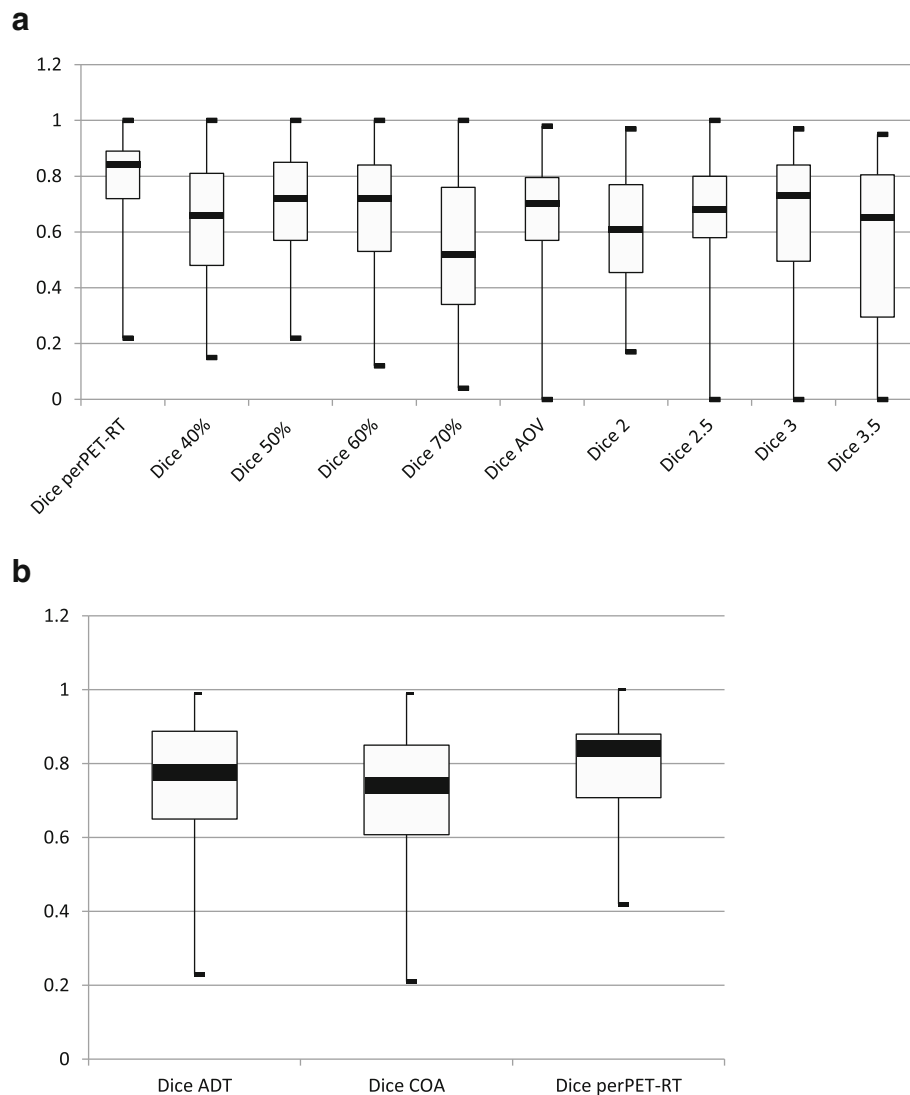 a
1.2
1
0.8
0.6
0.4
0.2
0
Dice perPET-RT
Dice 40%
Dice 50%
Dice 60%
Dice 70%
Dice AOV
Dice 2
Dice 2.5
Dice 3
Dice 3.5
b
1.2
1
0.8
0.6
0.4
0.2
0
Dice ADT
Dice COA
Dice perPET-RT